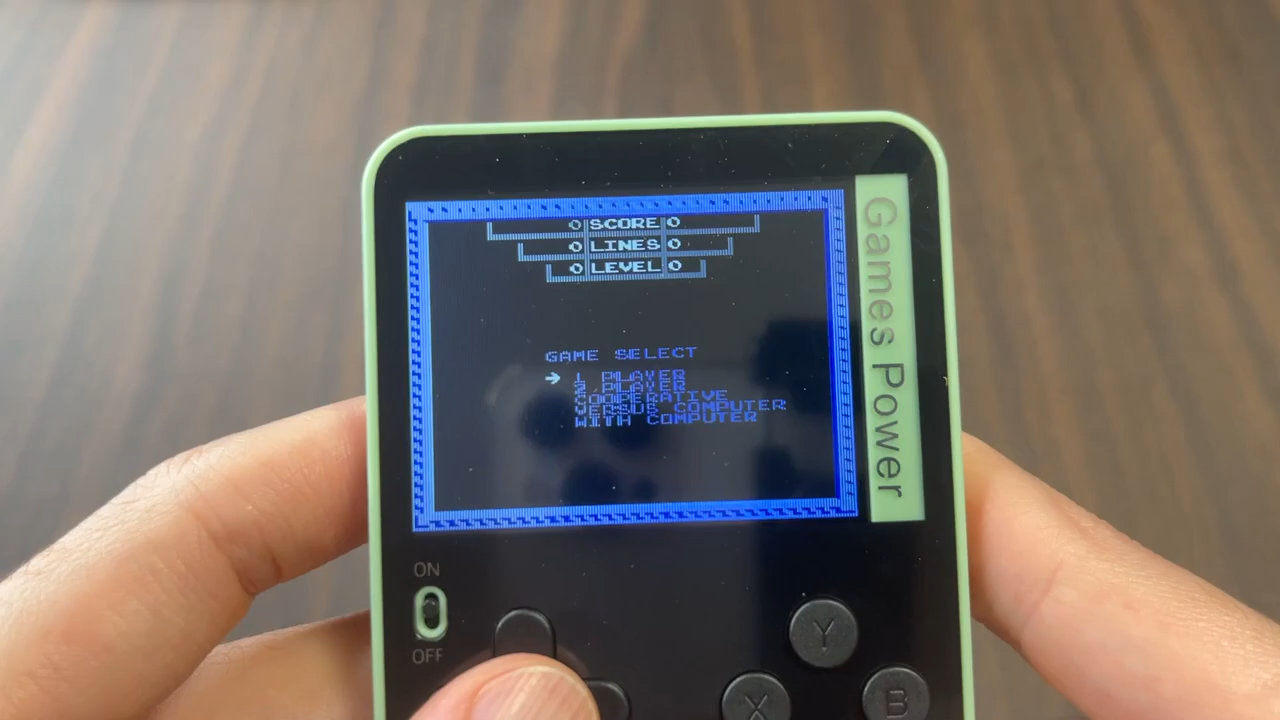 0 SCORE 0
0 LINES 0
0 LEVEL 0
GAME SELECT
→ 1 PLAYER
2 PLAYER
COOPERATIVE
VERSUS COMPUTER
WITH COMPUTER
Games Power
ON
OFF
Y
X
B